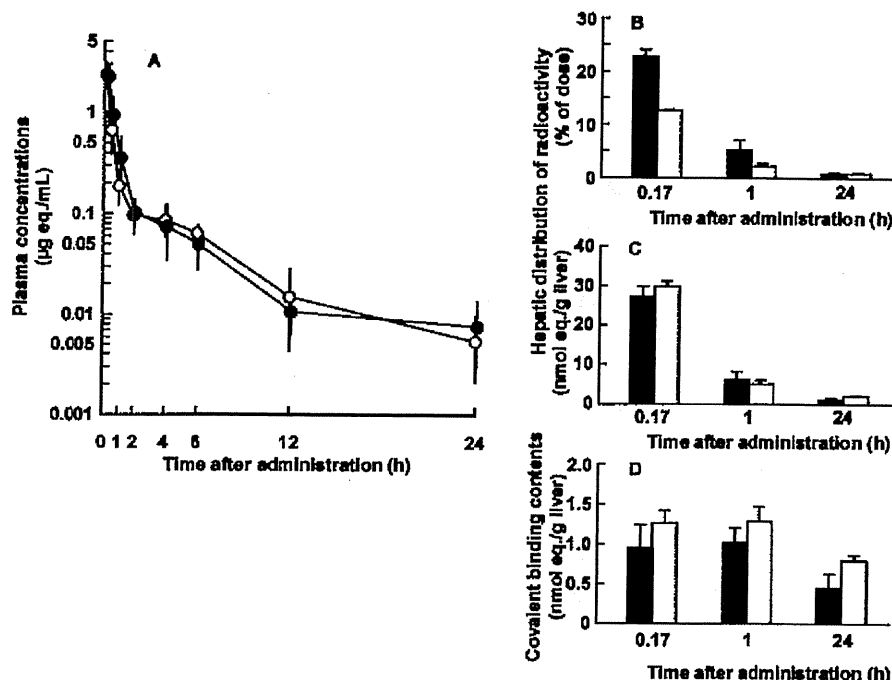 A
5
1
0.5
0.1
0.05
0.01
0.005
0.001
Plasma concentrations
(µg eq./mL)
0 1 2 4 6 12 24
Time after administration (h)
B
30
20
10
0
0.17 1 24
Time after administration (h)
Hepatic distribution of radioactivity
(% of dose)
C
40
30
20
10
0
0.17 1 24
Time after administration (h)
(nmol eq./g liver)
D
2.0
1.5
1.0
0.5
0
0.17 1 24
Time after administration (h)
Covalent binding contents
(nmol eq./g liver)